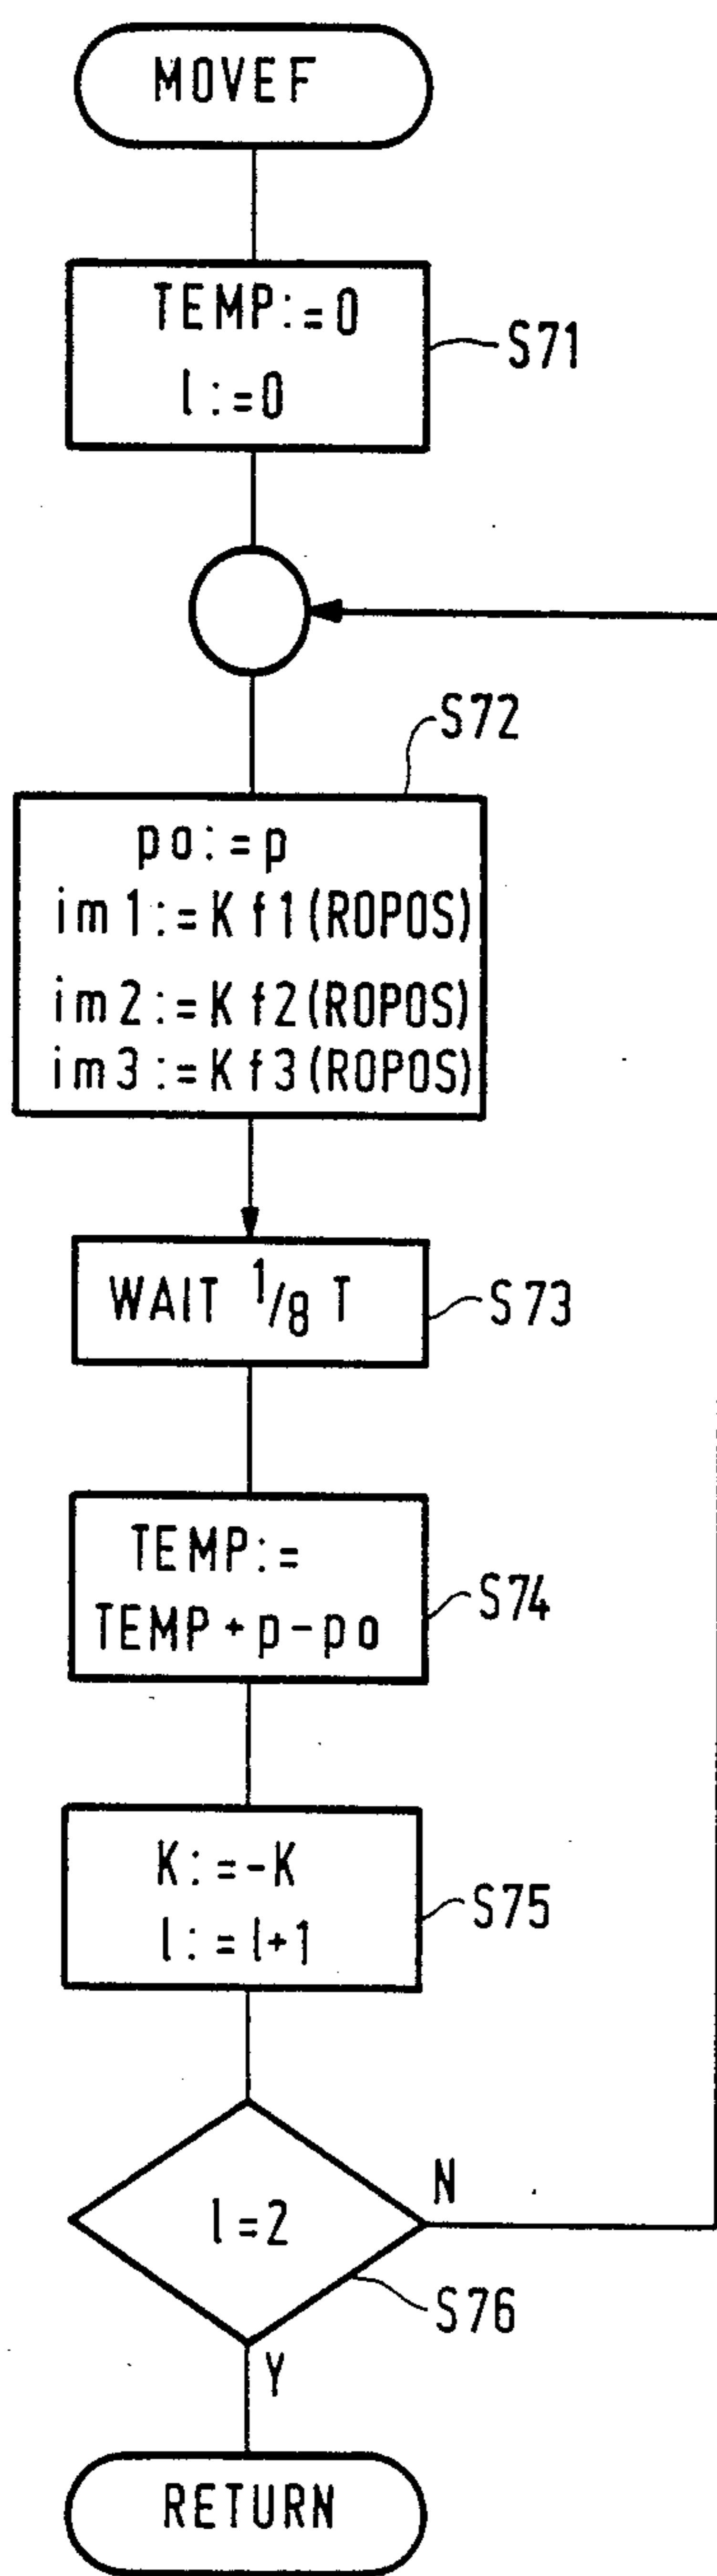 MOVEF
TEMP:=0
l:=0
S71
S72
po:=p
im1:=Kf1(ROPOS)
im2:=Kf2(ROPOS)
im3:=Kf3(ROPOS)
WAIT 1/8 T
S73
TEMP:=
TEMP+p-po
S74
K:=-K
l:=l+1
S75
N
l=2
S76
Y
RETURN